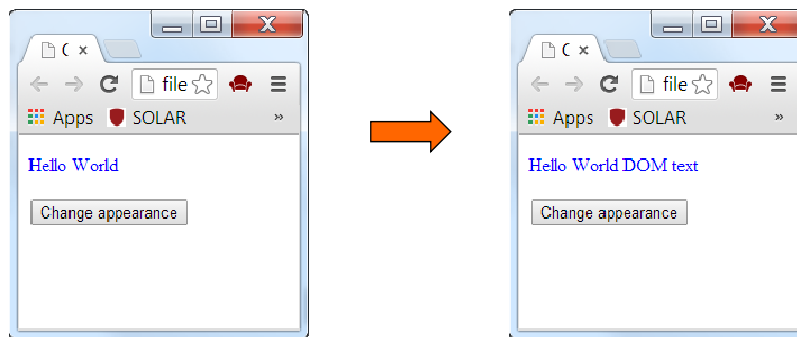 C
file
Apps
SOLAR
»
Hello World
Change appearance
C
file
Apps
SOLAR
»
Hello World DOM text
Change appearance